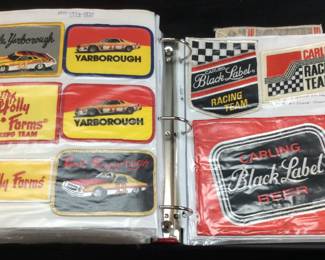 Yarborough
YARBOROUGH
Holly
Farms
RACING TEAM
YARBOROUGH
Holly Farms
Cale Yarborough
Black Label
RACING
TEAM
CARLING
RACING
TEAM
CARLING
Black Label
BEER